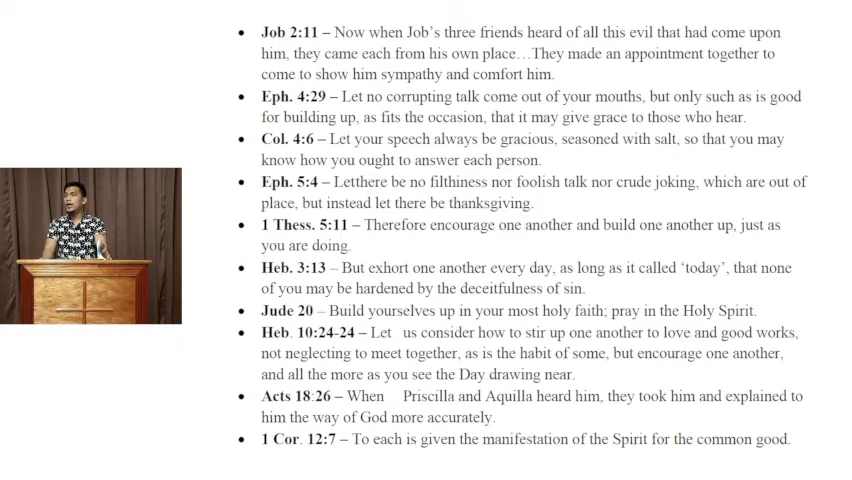 • Job 2:11 – Now when Job’s three friends heard of all this evil that had come upon
him, they came each from his own place…They made an appointment together to
come to show him sympathy and comfort him.
• Eph. 4:29 – Let no corrupting talk come out of your mouths, but only such as is good
for building up, as fits the occasion, that it may give grace to those who hear.
• Col. 4:6 – Let your speech always be gracious, seasoned with salt, so that you may
know how you ought to answer each person.
• Eph. 5:4 – Letthere be no filthiness nor foolish talk nor crude joking, which are out of
place, but instead let there be thanksgiving.
• 1 Thess. 5:11 – Therefore encourage one another and build one another up, just as
you are doing.
• Heb. 3:13 – But exhort one another every day, as long as it called ‘today’, that none
of you may be hardened by the deceitfulness of sin.
• Jude 20 – Build yourselves up in your most holy faith; pray in the Holy Spirit.
• Heb. 10:24-24 – Let us consider how to stir up one another to love and good works,
not neglecting to meet together, as is the habit of some, but encourage one another,
and all the more as you see the Day drawing near.
• Acts 18:26 – When Priscilla and Aquilla heard him, they took him and explained to
him the way of God more accurately.
• 1 Cor. 12:7 – To each is given the manifestation of the Spirit for the common good.